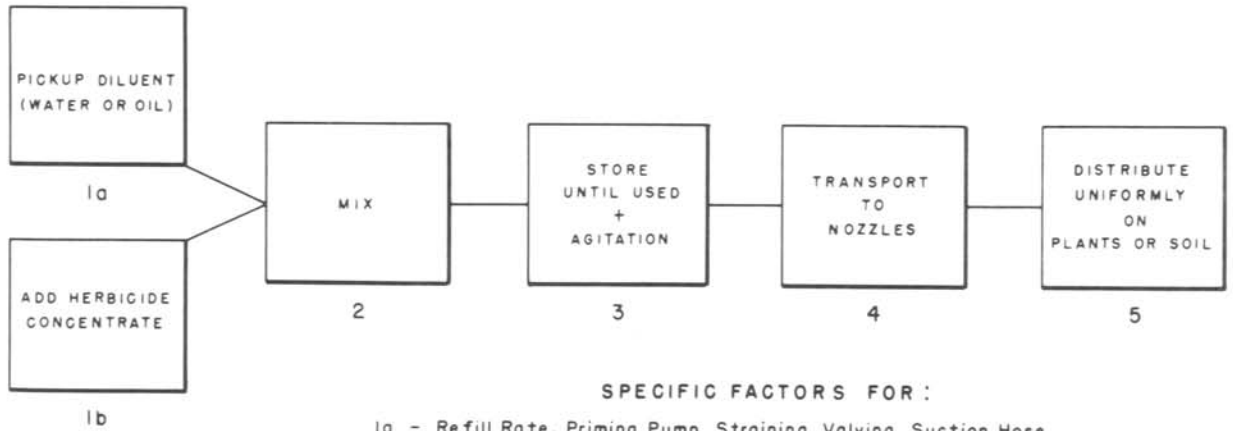 PICKUP DILUENT
(WATER OR OIL)
1a
ADD HERBICIDE
CONCENTRATE
1b
MIX
2
STORE
UNTIL USED
+
AGITATION
3
TRANSPORT
TO
NOZZLES
4
DISTRIBUTE
UNIFORMLY
ON
PLANTS OR SOIL
5
SPECIFIC FACTORS FOR:
1a - Refill Rate, Priming Pump, Straining, Valving, Suction Hose